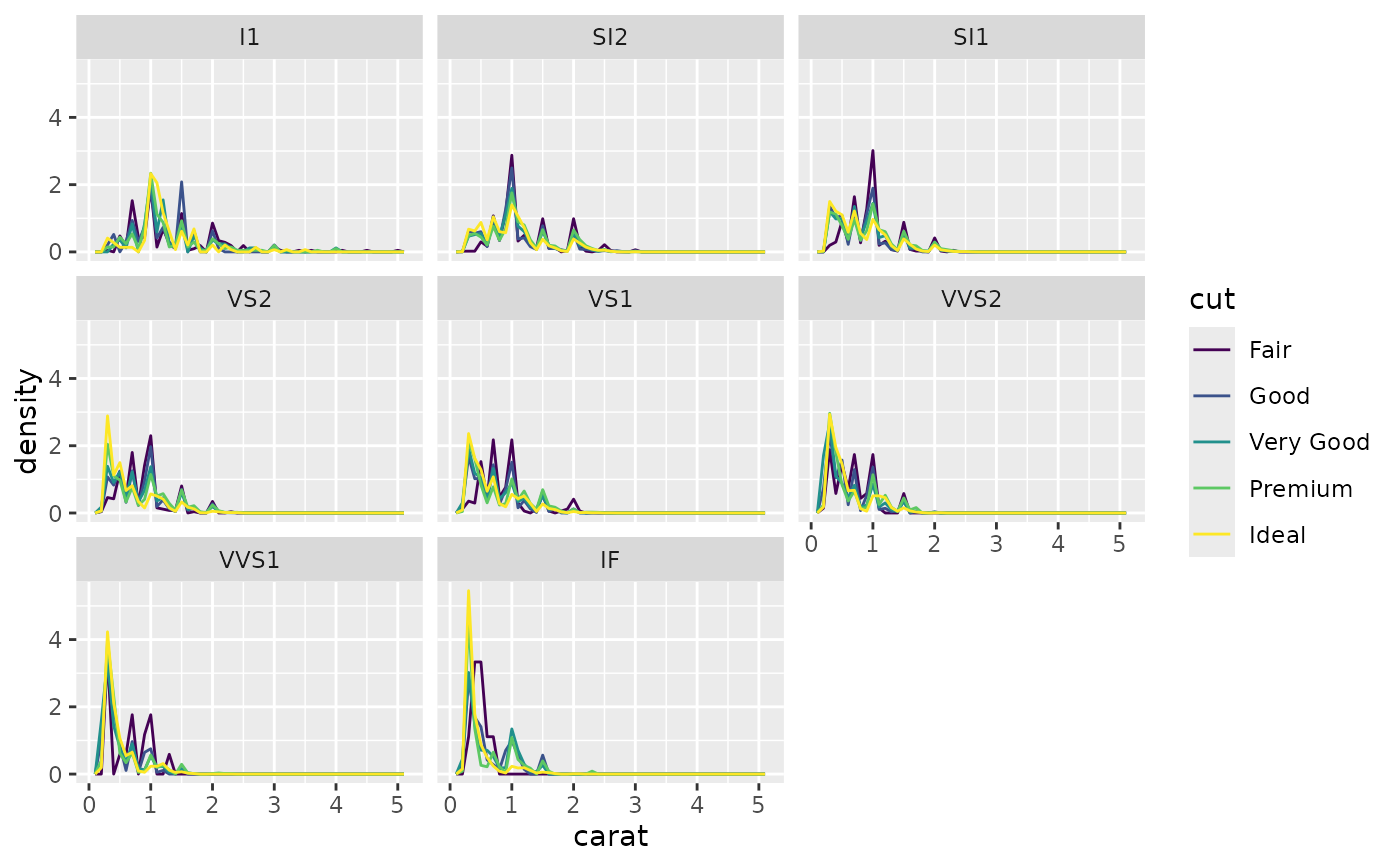 I1 SI2 SI1
4
2
0
VS2 VS1 VVS2
4
2
0
0 1 2 3 4 5
VVS1 IF
4
2
0
0 1 2 3 4 5 0 1 2 3 4 5
carat
density
cut
Fair
Good
Very Good
Premium
Ideal